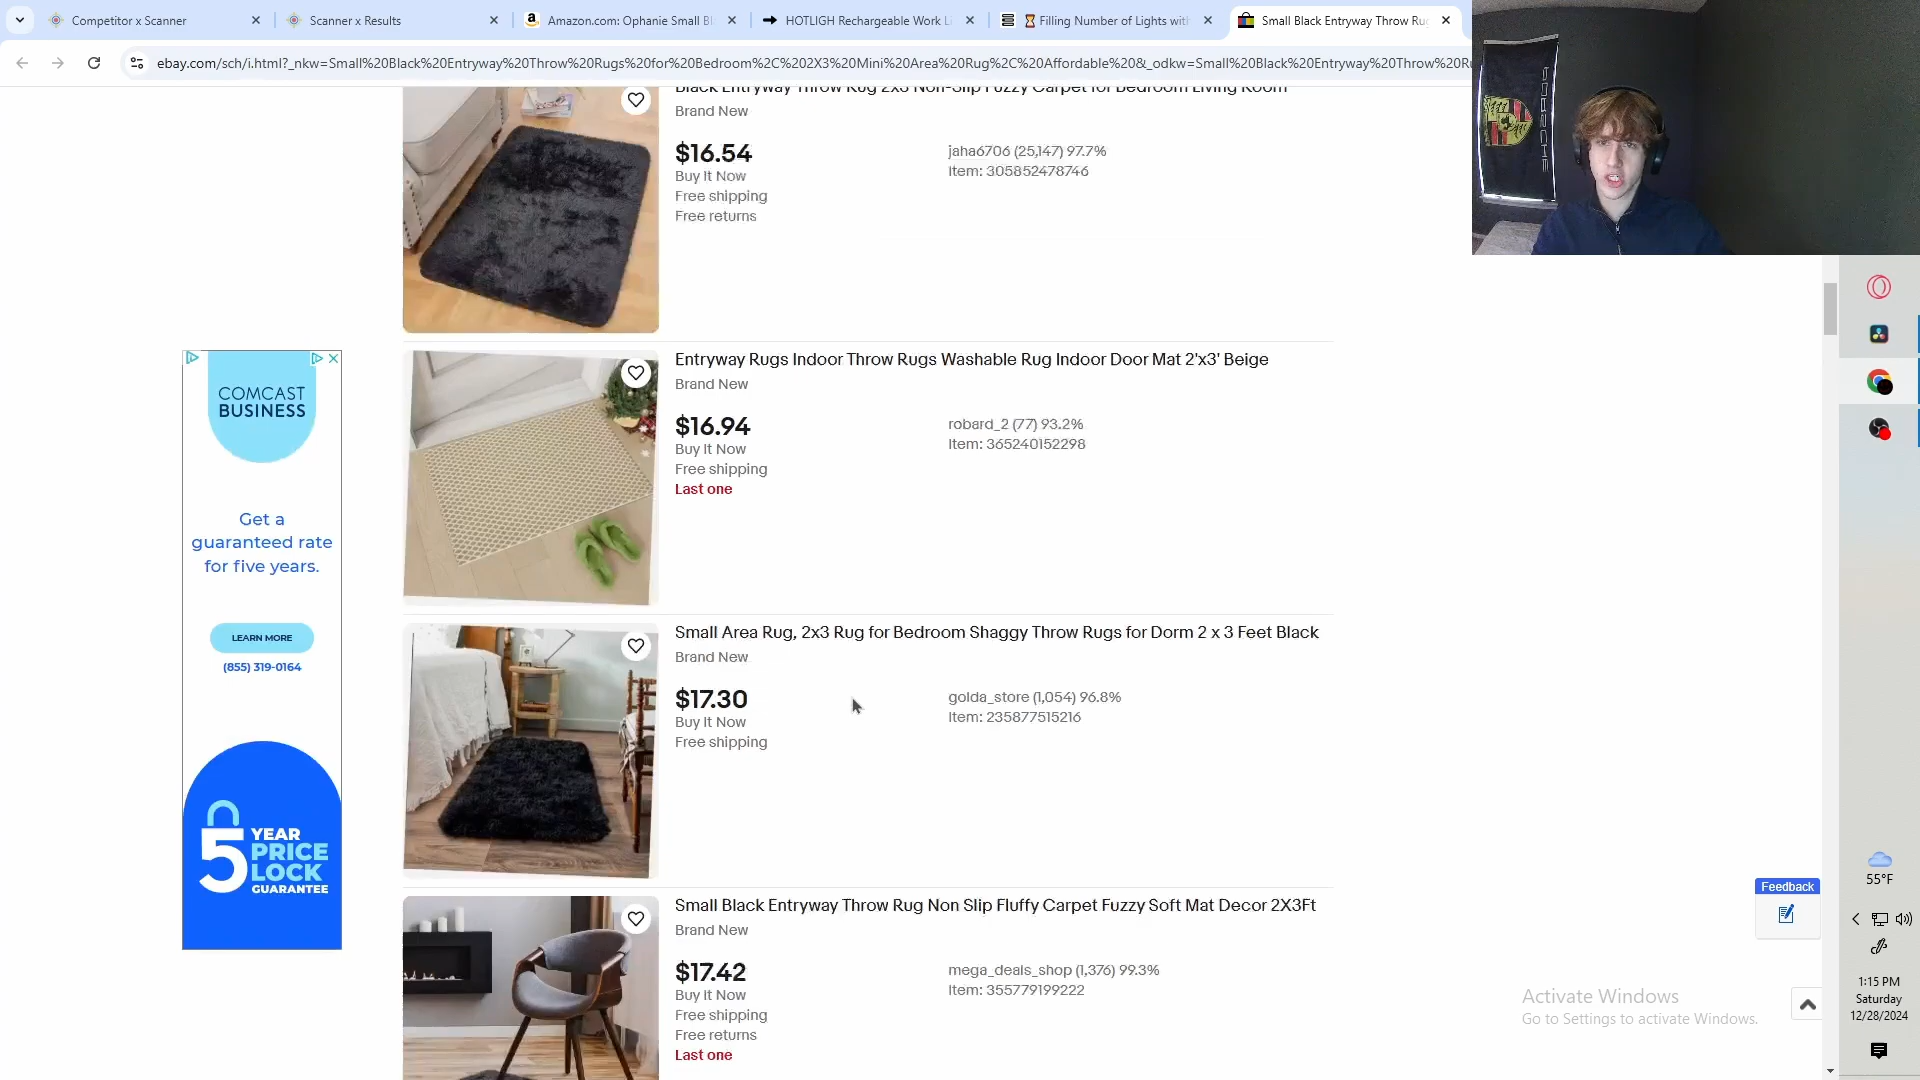 Competitor x Scanner
Scanner x Results
Amazon.com: Ophanie Small Bl
HOTLIGH Rechargeable Work Li
Filling Number of Lights with
Small Black Entryway Throw Rug
ebay.com/sch/i.html?_nkw=Small%20Black%20Entryway%20Throw%20Rugs%20for%20Bedroom%2C%202X3%20Mini%20Area%20Rug%2C%20Affordable%20&_odkw=Small%20Black%20Entryway%20Throw%20Ru
Black Entryway Throw Rug 2x3 Non-Slip Fuzzy Carpet for Bedroom Living Room
Brand New
$16.54
Buy It Now
Free shipping
Free returns
jaha6706 (25,147) 97.7%
Item: 305852478746
Entryway Rugs Indoor Throw Rugs Washable Rug Indoor Door Mat 2'x3' Beige
Brand New
$16.94
Buy It Now
Free shipping
Last one
robard_2 (77) 93.2%
Item: 365240152298
Small Area Rug, 2x3 Rug for Bedroom Shaggy Throw Rugs for Dorm 2 x 3 Feet Black
Brand New
$17.30
Buy It Now
Free shipping
golda_store (1,054) 96.8%
Item: 235877515216
Small Black Entryway Throw Rug Non Slip Fluffy Carpet Fuzzy Soft Mat Decor 2X3Ft
Brand New
$17.42
Buy It Now
Free shipping
Free returns
Last one
mega_deals_shop (1,376) 99.3%
Item: 355779199222
COMCAST
BUSINESS
Get a
guaranteed rate
for five years.
LEARN MORE
(855) 319-0164
5 YEAR
PRICE
LOCK
GUARANTEE
PORSCHE
Feedback
Activate Windows
Go to Settings to activate Windows.
55°F
1:15 PM
Saturday
12/28/2024